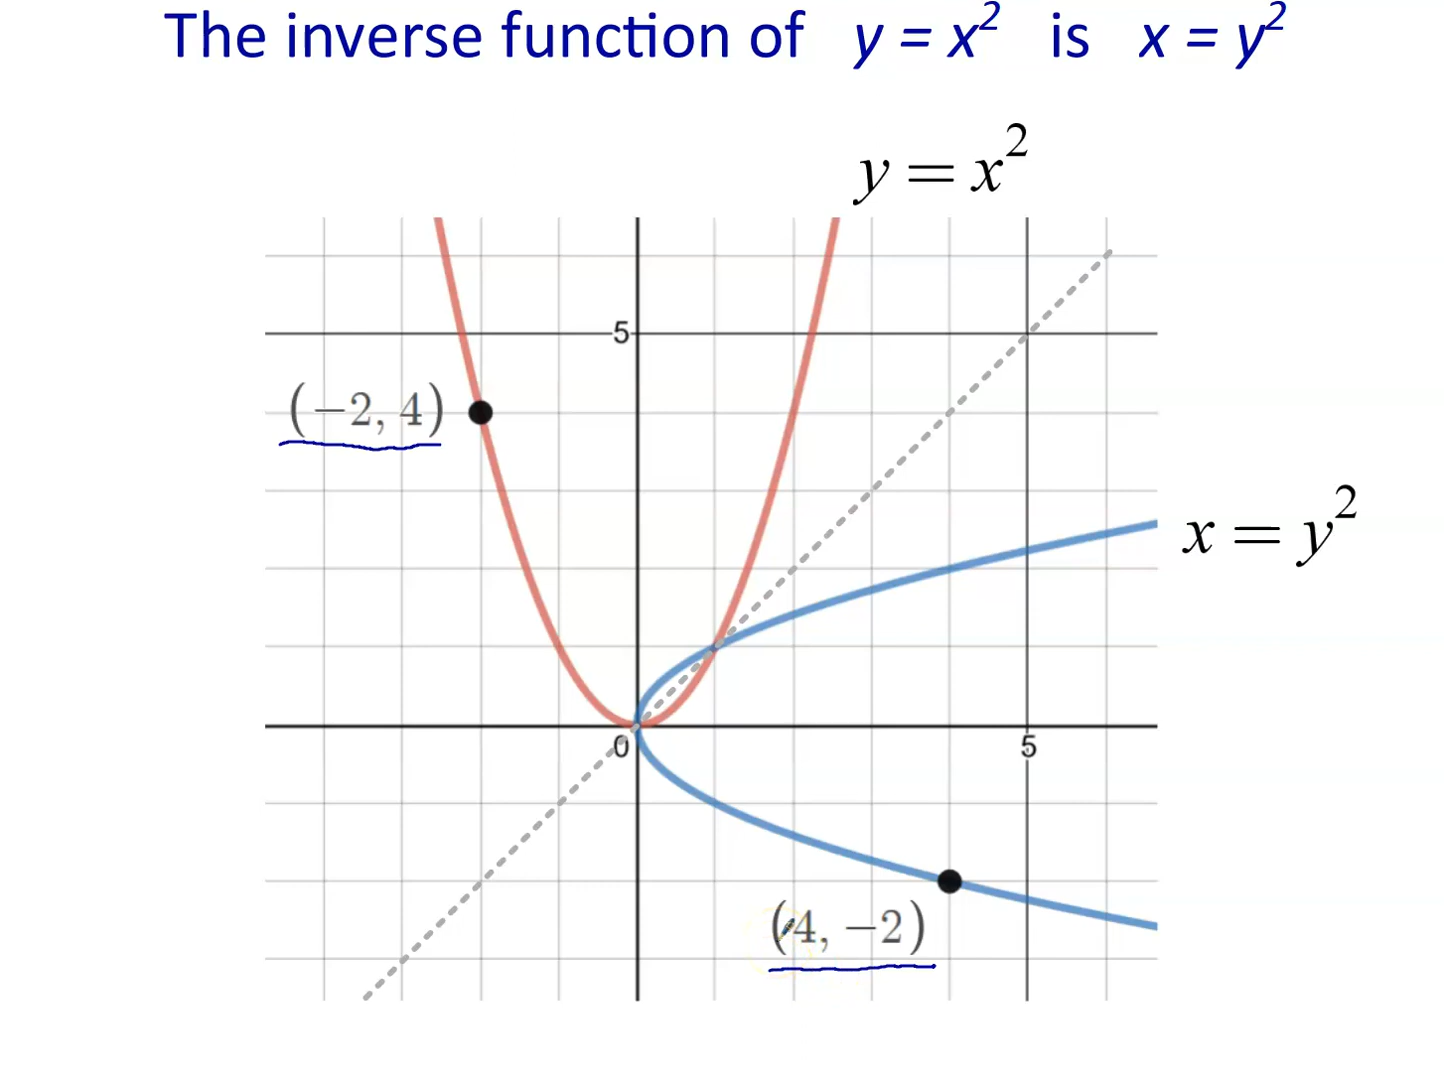 The inverse function of y = x² is x = y²
y = x²
5
(−2, 4)
x = y²
0
5
(4, −2)